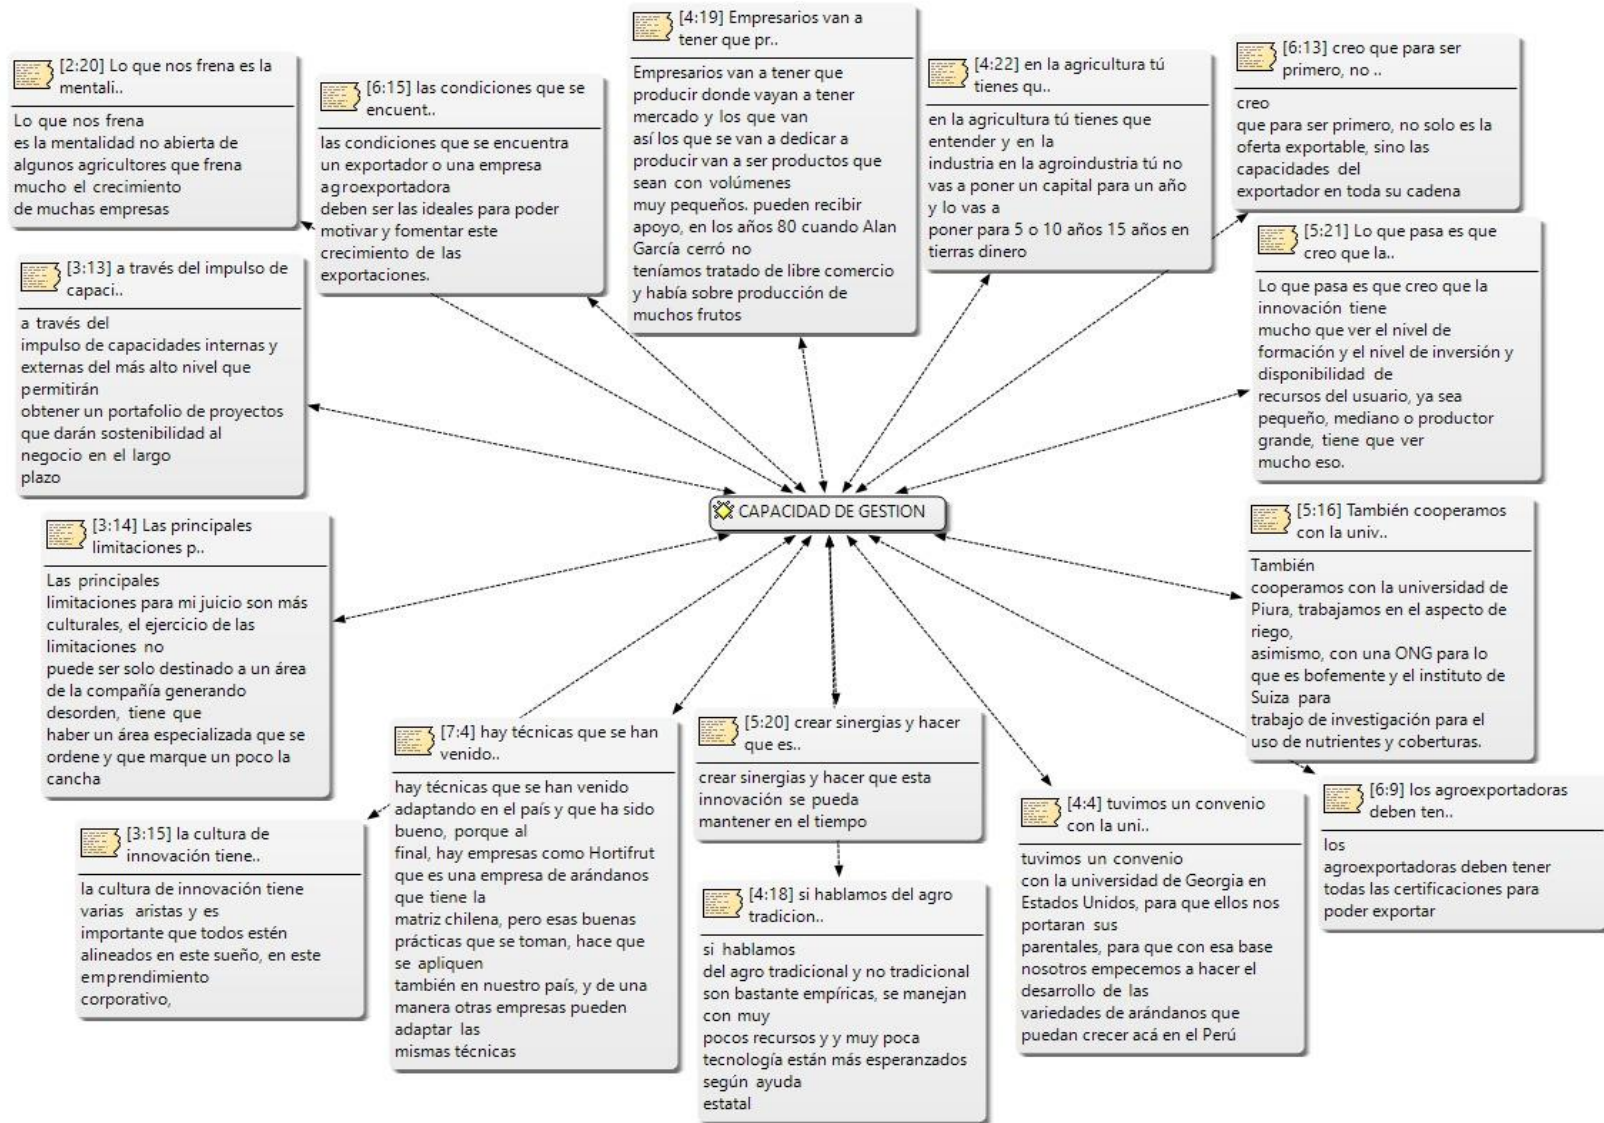 [2:20] Lo que nos frena es la
mentali..
Lo que nos frena
es la mentalidad no abierta de
algunos agricultores que frena
mucho el crecimiento
de muchas empresas
[6:15] las condiciones que se
encuent..
las condiciones que se encuentra
un exportador o una empresa
agroexportadora
deben ser las ideales para poder
motivar y fomentar este
crecimiento de las
exportaciones.
[4:19] Empresarios van a
tener que pr..
Empresarios van a tener que
producir donde vayan a tener
mercado y los que van
así los que se van a dedicar a
producir van a ser productos que
sean con volúmenes
muy pequeños. pueden recibir
apoyo, en los años 80 cuando Alan
García cerró no
teníamos tratado de libre comercio
y había sobre producción de
muchos frutos
[4:22] en la agricultura tú
tienes qu..
en la agricultura tú tienes que
entender y en la
industria en la agroindustria tú no
vas a poner un capital para un año
y lo vas a
poner para 5 o 10 años 15 años en
tierras dinero
[6:13] creo que para ser
primero, no ..
creo
que para ser primero, no solo es la
oferta exportable, sino las
capacidades del
exportador en toda su cadena
[3:13] a través del impulso de
capaci..
a través del
impulso de capacidades internas y
externas del más alto nivel que
permitirán
obtener un portafolio de proyectos
que darán sostenibilidad al
negocio en el largo
plazo
[5:21] Lo que pasa es que
creo que la..
Lo que pasa es que creo que la
innovación tiene
mucho que ver el nivel de
formación y el nivel de inversión y
disponibilidad de
recursos del usuario, ya sea
pequeño, mediano o productor
grande, tiene que ver
mucho eso.
CAPACIDAD DE GESTION
[3:14] Las principales
limitaciones p..
Las principales
limitaciones para mi juicio son más
culturales, el ejercicio de las
limitaciones no
puede ser solo destinado a un área
de la compañía generando
desorden, tiene que
haber un área especializada que se
ordene y que marque un poco la
cancha
[5:16] También cooperamos
con la univ..
También
cooperamos con la universidad de
Piura, trabajamos en el aspecto de
riego,
asimismo, con una ONG para lo
que es bofemente y el instituto de
Suiza para
trabajo de investigación para el
uso de nutrientes y coberturas.
[3:15] la cultura de
innovación tiene..
la cultura de innovación tiene
varias aristas y es
importante que todos estén
alineados en este sueño, en este
emprendimiento
corporativo,
[7:4] hay técnicas que se han
venido..
hay técnicas que se han venido
adaptando en el país y que ha sido
bueno, porque al
final, hay empresas como Hortifrut
que es una empresa de arándanos
que tiene la
matriz chilena, pero esas buenas
prácticas que se toman, hace que
se apliquen
también en nuestro país, y de una
manera otras empresas pueden
adaptar las
mismas técnicas
[5:20] crear sinergias y hacer
que es..
crear sinergias y hacer que esta
innovación se pueda
mantener en el tiempo
[4:18] si hablamos del agro
tradicion..
si hablamos
del agro tradicional y no tradicional
son bastante empíricas, se manejan
con muy
pocos recursos y y muy poca
tecnología están más esperanzados
según ayuda
estatal
[4:4] tuvimos un convenio
con la uni..
tuvimos un convenio
con la universidad de Georgia en
Estados Unidos, para que ellos nos
portaran sus
parentales, para que con esa base
nosotros empecemos a hacer el
desarrollo de las
variedades de arándanos que
puedan crecer acá en el Perú
[6:9] los agroexportadoras
deben ten..
los
agroexportadoras deben tener
todas las certificaciones para
poder exportar